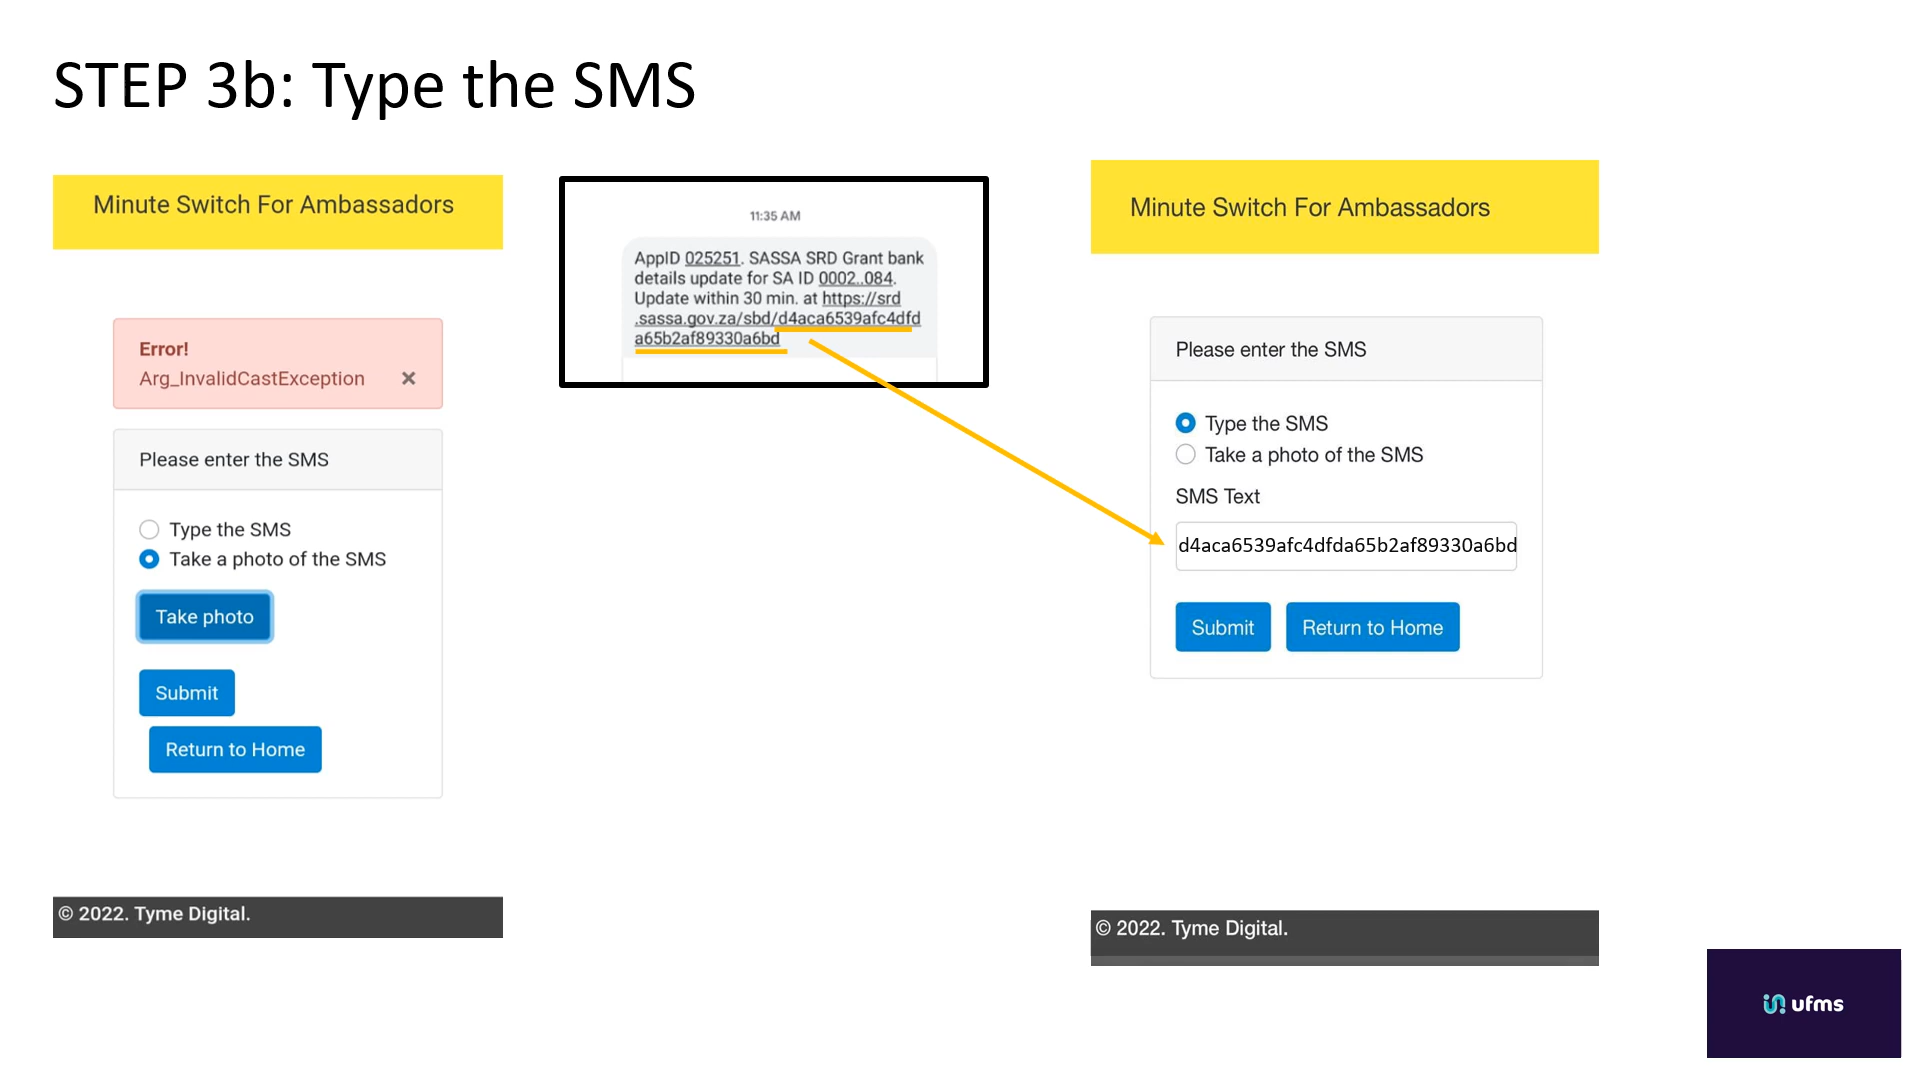 STEP 3b: Type the SMS
Minute Switch For Ambassadors
Error!
Arg_InvalidCastException ×
Please enter the SMS
Type the SMS
Take a photo of the SMS
Take photo
Submit
Return to Home
© 2022. Tyme Digital.
11:35 AM
AppID 025251. SASSA SRD Grant bank
details update for SA ID 0002..084.
Update within 30 min. at https://srd
.sassa.gov.za/sbd/d4aca6539afc4dfd
a65b2af89330a6bd
Minute Switch For Ambassadors
Please enter the SMS
Type the SMS
Take a photo of the SMS
SMS Text
d4aca6539afc4dfda65b2af89330a6bd
Submit Return to Home
© 2022. Tyme Digital.
ufms